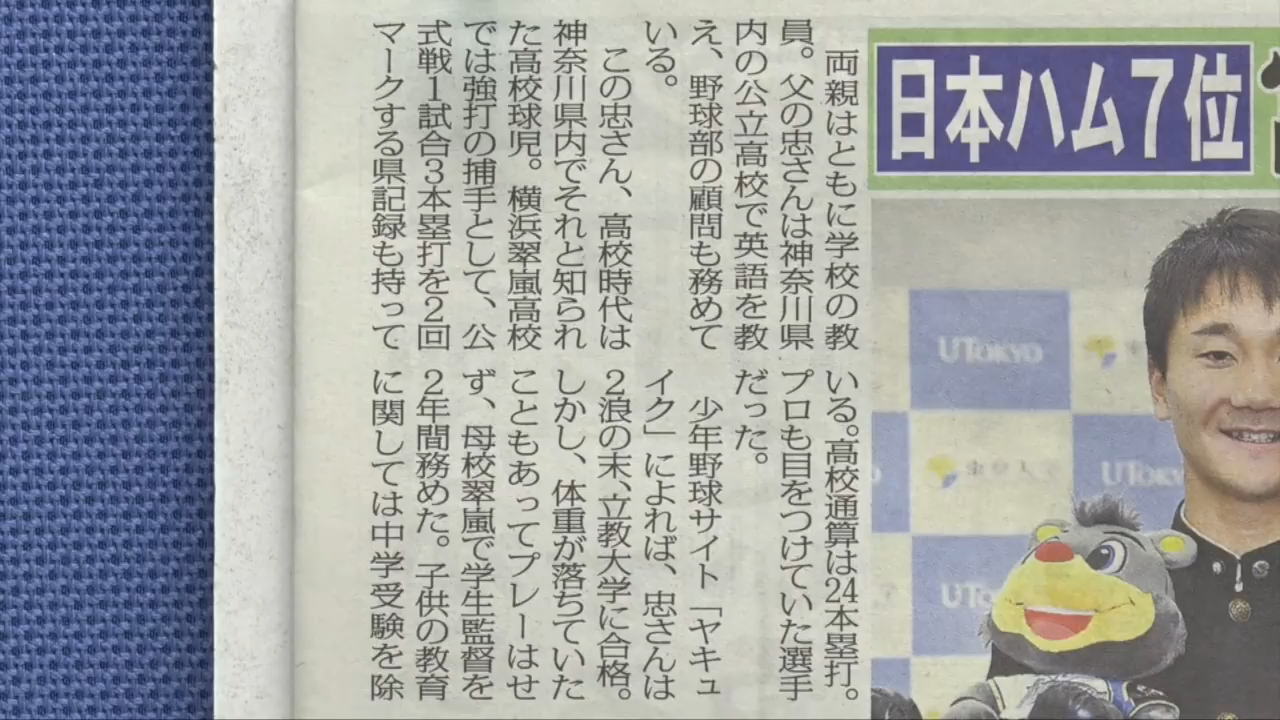 日本ハム7位
両親はともに学校の教
員。父の忠さんは神奈川県
内の公立高校で英語を教
え、野球部の顧問も務めて
いる。
この忠さん、高校時代は
神奈川県内でそれと知られ
た高校球児。横浜翠嵐高校
では強打の捕手として、公
式戦1試合3本塁打を2回
マークする県記録も持って
いる。高校通算は24本塁打。
プロも目をつけていた選手
だった。
少年野球サイト「ヤキュ
イク」によれば、忠さんは
2浪の末、立教大学に合格。
しかし、体重が落ちていた
こともあってプレーはせ
ず、母校翠嵐で学生監督を
2年間務めた。子供の教育
に関しては中学受験を除
UTOKYO
UTOKYO